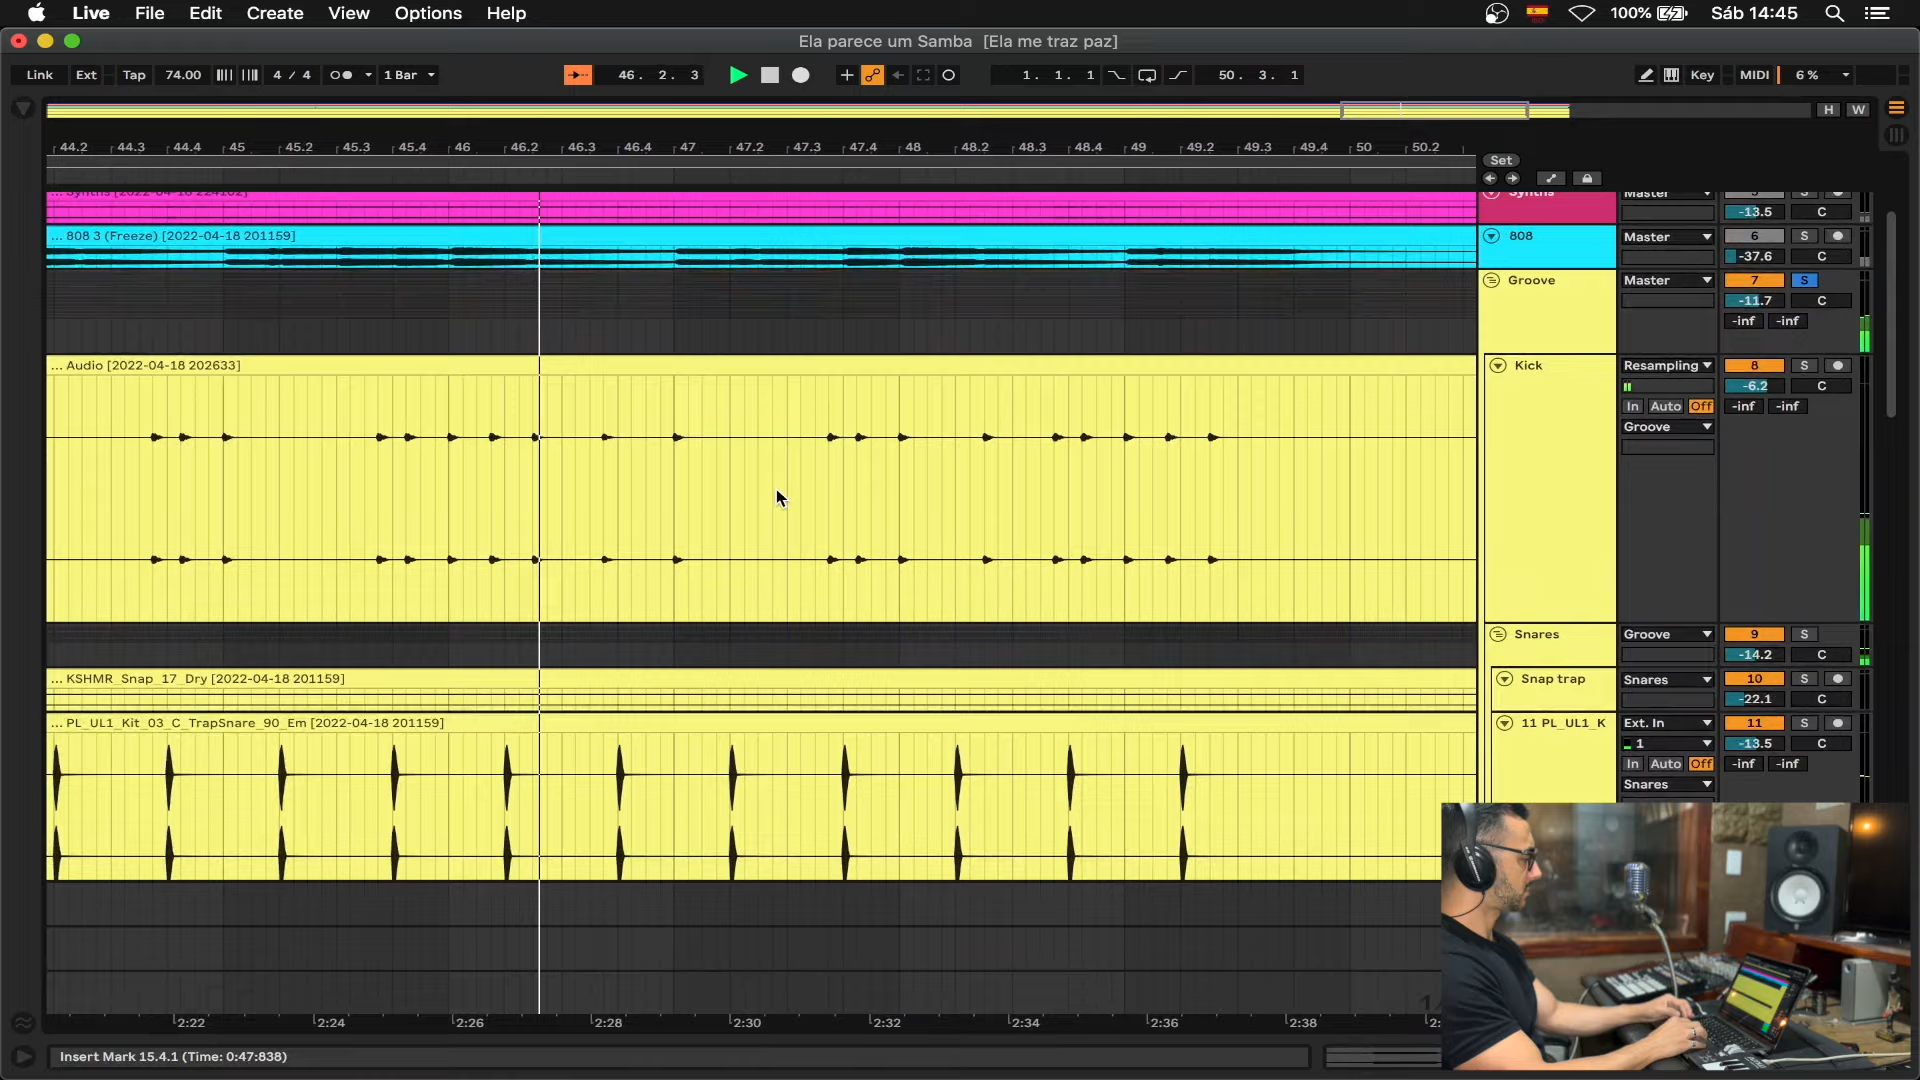 Live File Edit Create View Options Help 100% Sáb 14:45
Ela parece um Samba [Ela me traz paz]
Link Ext Tap 74.00 4 / 4 1 Bar 46. 2. 3 1. 1. 1 50. 3. 1 Key MIDI 6 %
H W
44.2 44.3 44.4 45 45.2 45.3 45.4 46 46.2 46.3 46.4 47 47.2 47.3 47.4 48 48.2 48.3 48.4 49 49.2 49.3 49.4 50 50.2
Set
... Synths [2022-04-18 224102] Synths Master 5 S
-13.5 C
... 808 3 (Freeze) [2022-04-18 201159] 808 Master 6 S
-37.6 C
Groove Master 7 S
-11.7 C
-inf -inf
... Audio [2022-04-18 202633] Kick Resampling 8 S
-6.2 C
In Auto Off -inf -inf
Groove
Snares Groove 9 S
-14.2 C
... KSHMR_Snap_17_Dry [2022-04-18 201159] Snap trap Snares 10 S
-22.1 C
... PL_UL1_Kit_03_C_TrapSnare_90_Em [2022-04-18 201159] 11 PL_UL1_K Ext. In 11 S
1 -13.5 C
In Auto Off -inf -inf
Snares
2:22 2:24 2:26 2:28 2:30 2:32 2:34 2:36 2:38
Insert Mark 15.4.1 (Time: 0:47:838)